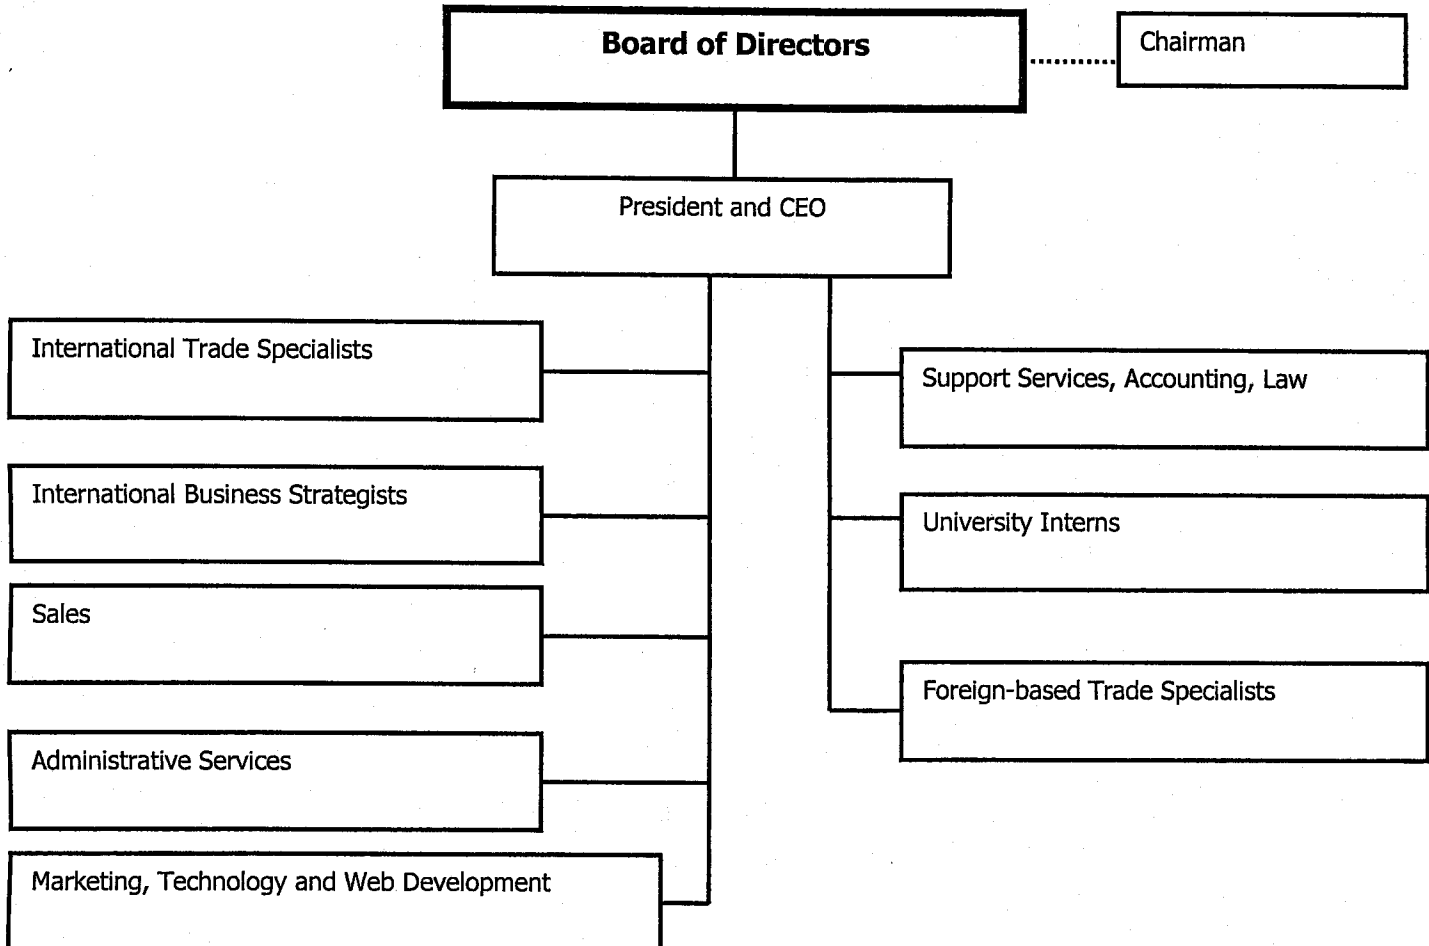 Board of Directors
Chairman
President and CEO
International Trade Specialists
Support Services, Accounting, Law
International Business Strategists
University Interns
Sales
Foreign-based Trade Specialists
Administrative Services
Marketing, Technology and Web Development